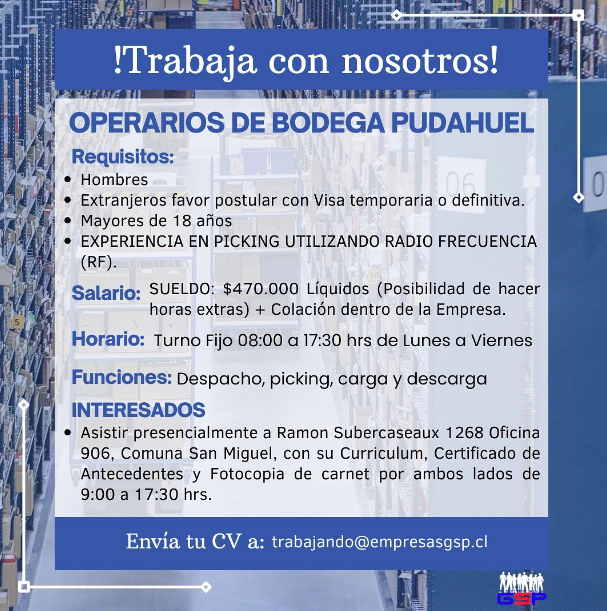 !Trabaja con nosotros!
OPERARIOS DE BODEGA PUDAHUEL
Requisitos:
• Hombres
• Extranjeros favor postular con Visa temporaria o definitiva.
• Mayores de 18 años
• EXPERIENCIA EN PICKING UTILIZANDO RADIO FRECUENCIA
(RF).
Salario: SUELDO: $470.000 Líquidos (Posibilidad de hacer
horas extras) + Colación dentro de la Empresa.
Horario: Turno Fijo 08:00 a 17:30 hrs de Lunes a Viernes
Funciones: Despacho, picking, carga y descarga
INTERESADOS
• Asistir presencialmente a Ramon Subercaseaux 1268 Oficina
906, Comuna San Miguel, con su Curriculum, Certificado de
Antecedentes y Fotocopia de carnet por ambos lados de
9:00 a 17:30 hrs.
Envía tu CV a: trabajando@empresasgsp.cl
GSP
06
5